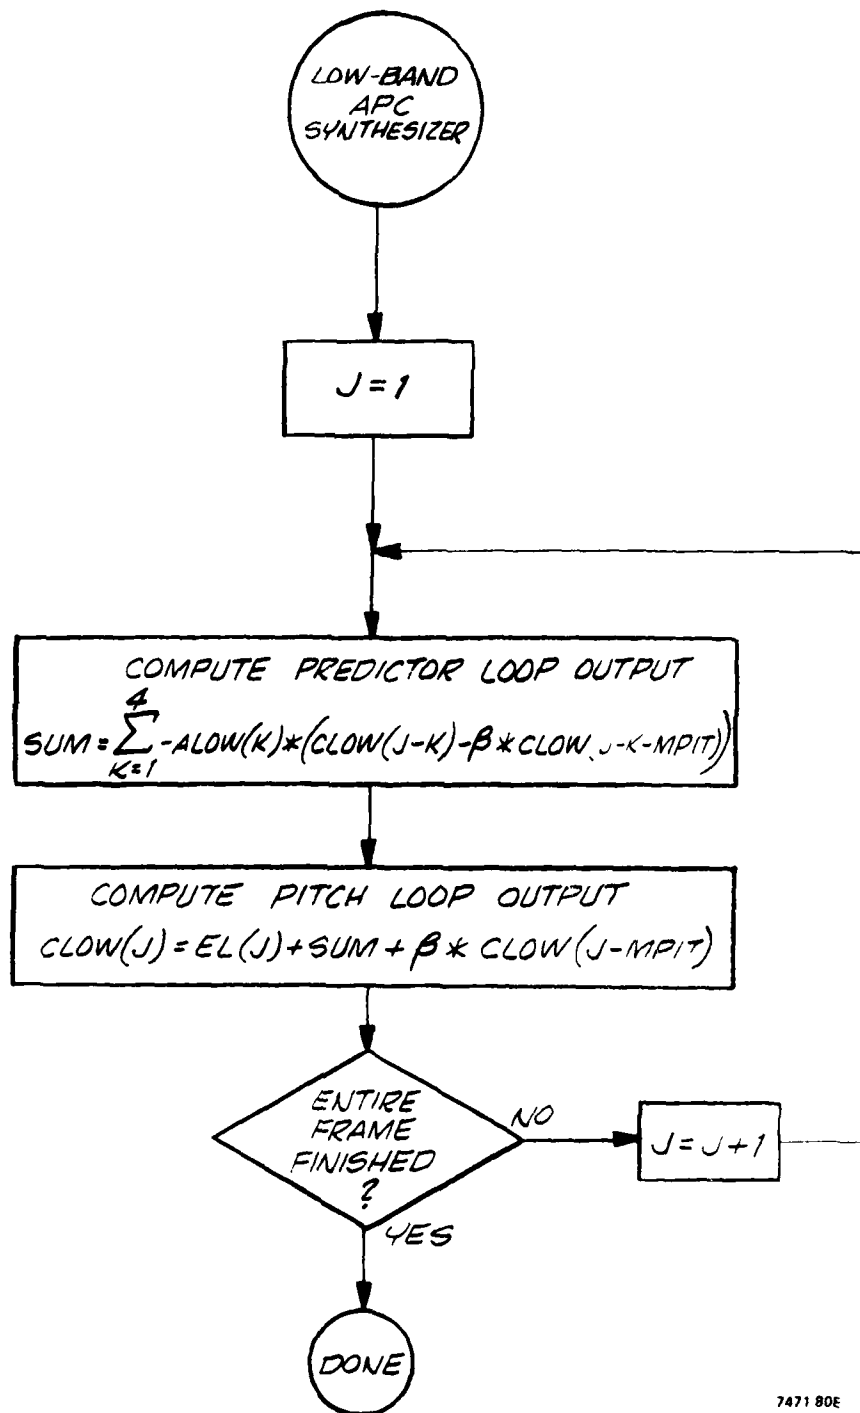 LOW-BAND
APC
SYNTHESIZER
J=1
COMPUTE PREDICTOR LOOP OUTPUT
SUM = \sum_{K=1}^{4} -ALOW(K)*(CLOW(J-K)-β*CLOW(J-K-MPIT))
COMPUTE PITCH LOOP OUTPUT
CLOW(J)=EL(J)+SUM+β* CLOW(J-MPIT)
ENTIRE
FRAME
FINISHED
?
NO
J=J+1
YES
DONE
7471 80E